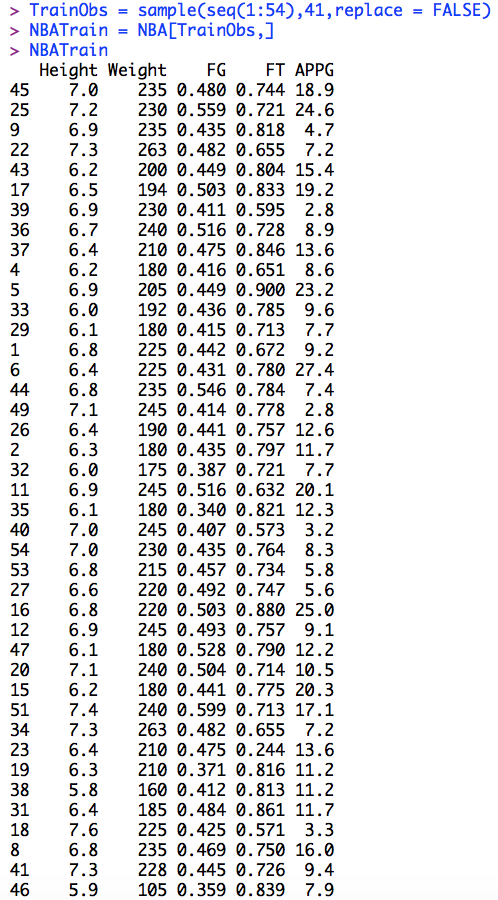 > TrainObs = sample(seq(1:54),41,replace = FALSE)
> NBATrain = NBA[TrainObs,]
> NBATrain
   Height Weight    FG    FT APPG
45    7.0    235 0.480 0.744 18.9
25    7.2    230 0.559 0.721 24.6
9     6.9    235 0.435 0.818  4.7
22    7.3    263 0.482 0.655  7.2
43    6.2    200 0.449 0.804 15.4
17    6.5    194 0.503 0.833 19.2
39    6.9    230 0.411 0.595  2.8
36    6.7    240 0.516 0.728  8.9
37    6.4    210 0.475 0.846 13.6
4     6.2    180 0.416 0.651  8.6
5     6.9    205 0.449 0.900 23.2
33    6.0    192 0.436 0.785  9.6
29    6.1    180 0.415 0.713  7.7
1     6.8    225 0.442 0.672  9.2
6     6.4    225 0.431 0.780 27.4
44    6.8    235 0.546 0.784  7.4
49    7.1    245 0.414 0.778  2.8
26    6.4    190 0.441 0.757 12.6
2     6.3    180 0.435 0.797 11.7
32    6.0    175 0.387 0.721  7.7
11    6.9    245 0.516 0.632 20.1
35    6.1    180 0.340 0.821 12.3
40    7.0    245 0.407 0.573  3.2
54    7.0    230 0.435 0.764  8.3
53    6.8    215 0.457 0.734  5.8
27    6.6    220 0.492 0.747  5.6
16    6.8    220 0.503 0.880 25.0
12    6.9    245 0.493 0.757  9.1
47    6.1    180 0.528 0.790 12.2
20    7.1    240 0.504 0.714 10.5
15    6.2    180 0.441 0.775 20.3
51    7.4    240 0.599 0.713 17.1
34    7.3    263 0.482 0.655  7.2
23    6.4    210 0.475 0.244 13.6
19    6.3    210 0.371 0.816 11.2
38    5.8    160 0.412 0.813 11.2
31    6.4    185 0.484 0.861 11.7
18    7.6    225 0.425 0.571  3.3
8     6.8    235 0.469 0.750 16.0
41    7.3    228 0.445 0.726  9.4
46    5.9    105 0.359 0.839  7.9